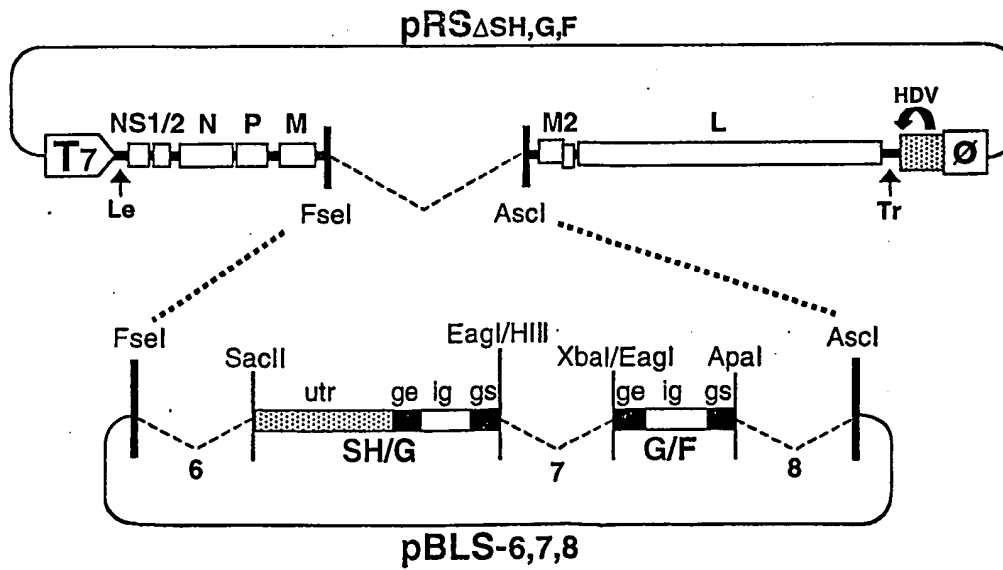 pRSΔSH,G,F
HDV
NS1/2 N P M M2 L
T7 Ø
Le FseI AscI Tr
FseI SacII EagI/HIII XbaI/EagI ApaI AscI
utr ge ig gs ge ig gs
SH/G G/F
6 7 8
pBLS-6,7,8